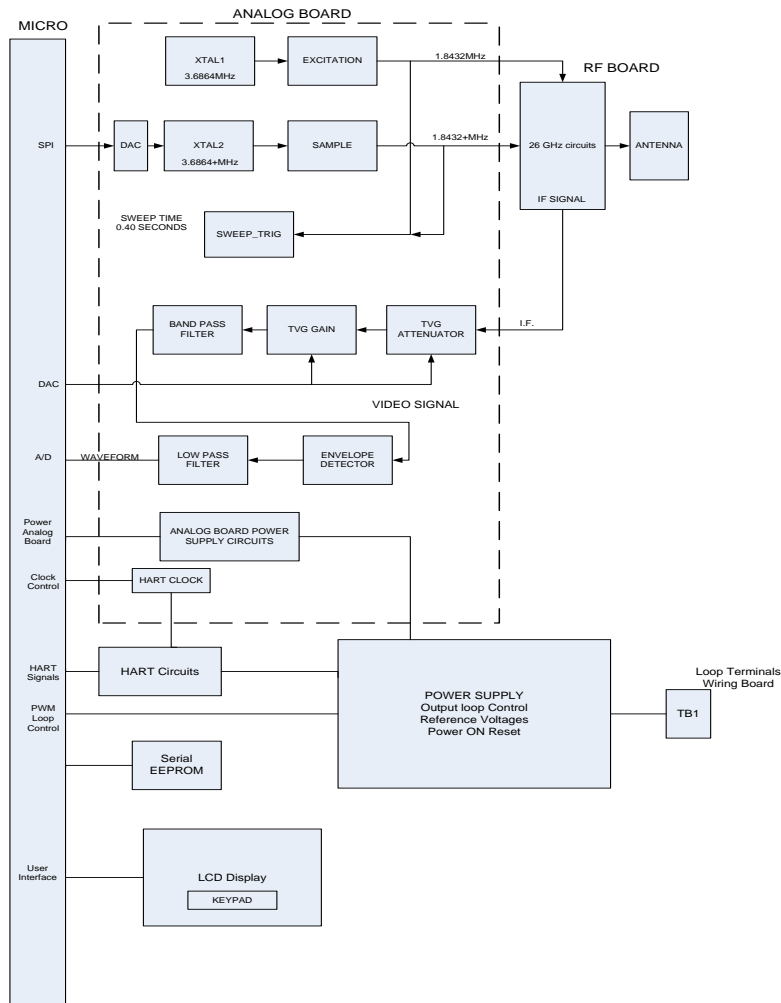 ANALOG BOARD
MICRO
XTAL1
3.6864MHz
EXCITATION
1.8432MHz
RF BOARD
SPI
DAC
XTAL2
3.6864+MHz
SAMPLE
1.8432+MHz
26 GHz circuits
ANTENNA
IF SIGNAL
SWEEP TIME
0.40 SECONDS
SWEEP_TRIG
BAND PASS
FILTER
TVG GAIN
TVG
ATTENUATOR
I.F.
DAC
VIDEO SIGNAL
A/D
WAVEFORM
LOW PASS
FILTER
ENVELOPE
DETECTOR
Power
Analog
Board
ANALOG BOARD POWER
SUPPLY CIRCUITS
Clock
Control
HART CLOCK
HART
Signals
HART Circuits
POWER SUPPLY
Output loop Control
Reference Voltages
Power ON Reset
Loop Terminals
Wiring Board
TB1
PWM
Loop
Control
Serial
EEPROM
User
Interface
LCD Display
KEYPAD